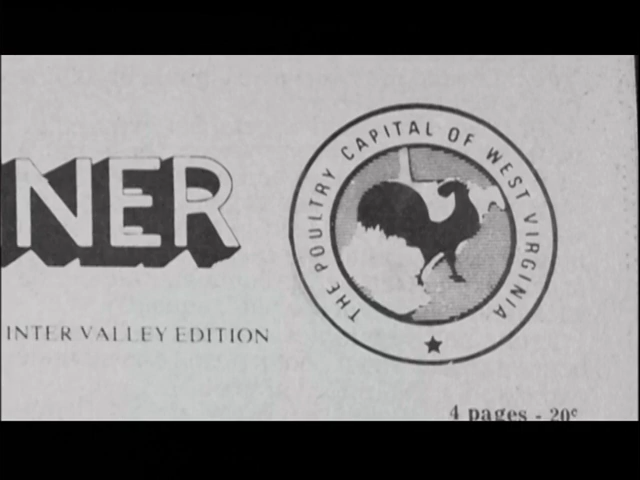 NER
THE POULTRY CAPITAL OF WEST VIRGINIA
INTER VALLEY EDITION
4 pages - 20¢